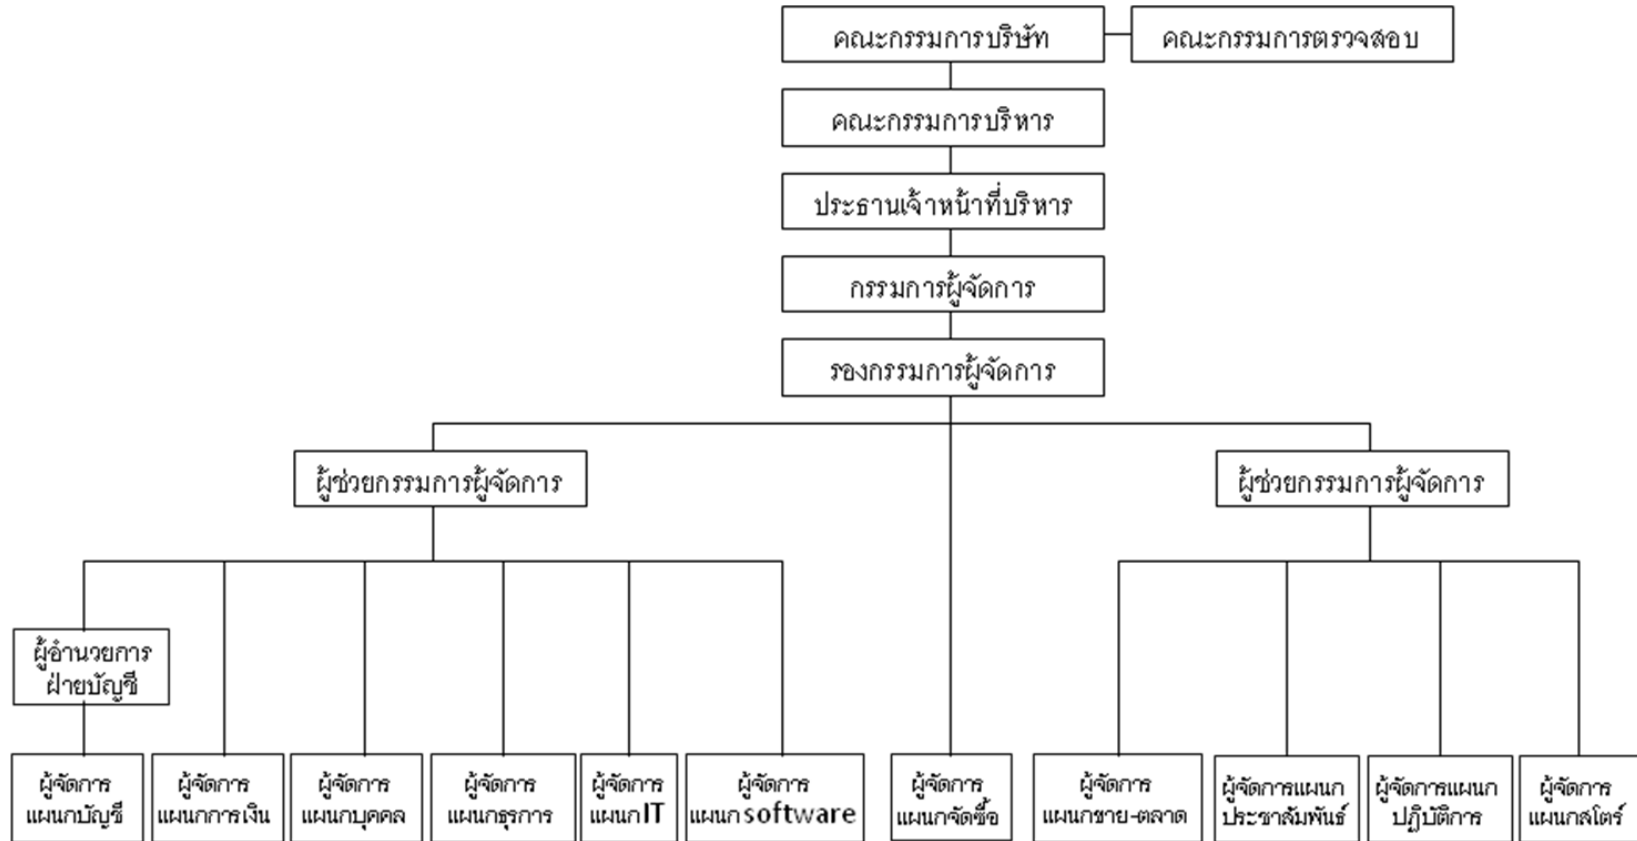 คณะกรรมการบริษัท
คณะกรรมการตรวจสอบ
คณะกรรมการบริหาร
ประธานเจ้าหน้าที่บริหาร
กรรมการผู้จัดการ
รองกรรมการผู้จัดการ
ผู้ช่วยกรรมการผู้จัดการ
ผู้ช่วยกรรมการผู้จัดการ
ผู้อำนวยการ
ฝ่ายบัญชี
ผู้จัดการ
แผนกบัญชี
ผู้จัดการ
แผนกการเงิน
ผู้จัดการ
แผนกบุคคล
ผู้จัดการ
แผนกธุรการ
ผู้จัดการ
แผนกIT
ผู้จัดการ
แผนกsoftware
ผู้จัดการ
แผนกจัดซื้อ
ผู้จัดการ
แผนกขาย-ตลาด
ผู้จัดการแผนก
ประชาสัมพันธ์
ผู้จัดการแผนก
ปฏิบัติการ
ผู้จัดการ
แผนกสโตร์